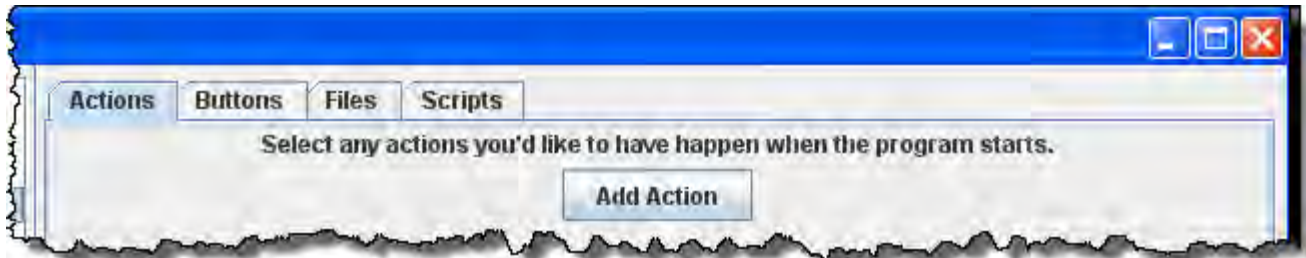 Actions Buttons Files Scripts
Select any actions you'd like to have happen when the program starts.
Add Action